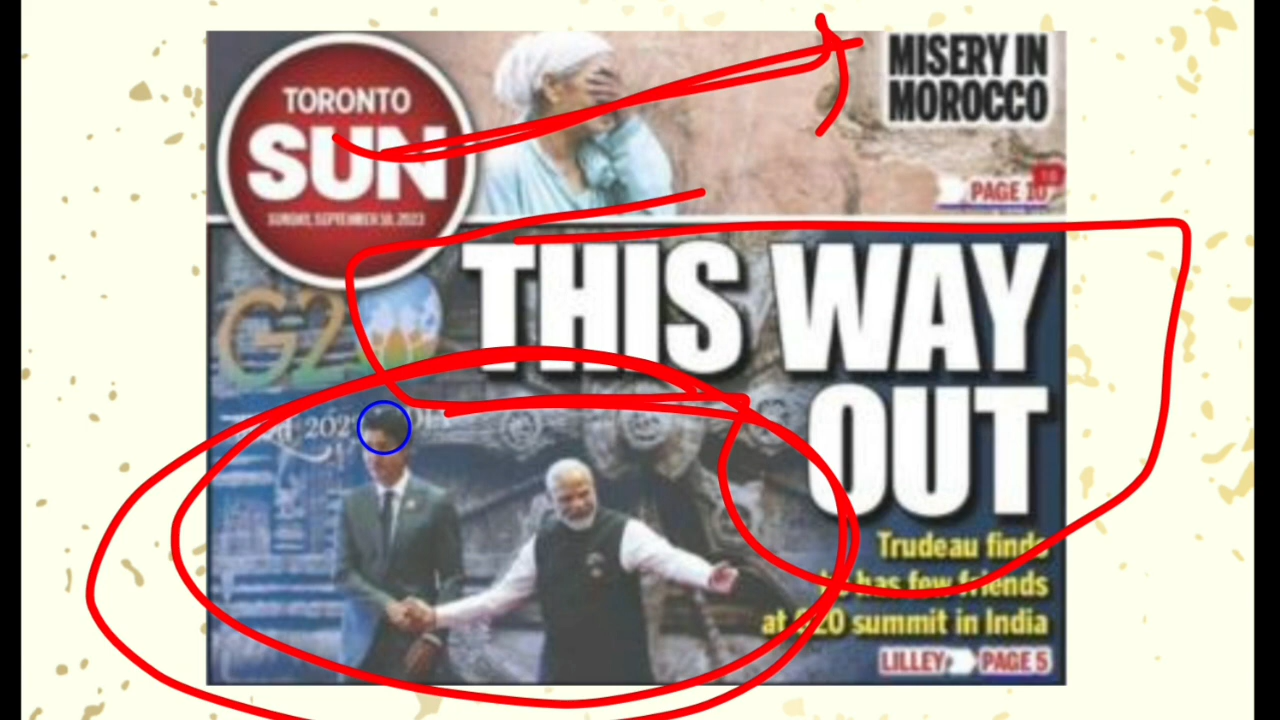 TORONTO
SUN
SUNDAY, SEPTEMBER 10, 2023
MISERY IN
MOROCCO
PAGE 10
G20
THIS WAY
OUT
Trudeau finds
he has few friends
at G20 summit in India
LILLEY PAGE 5